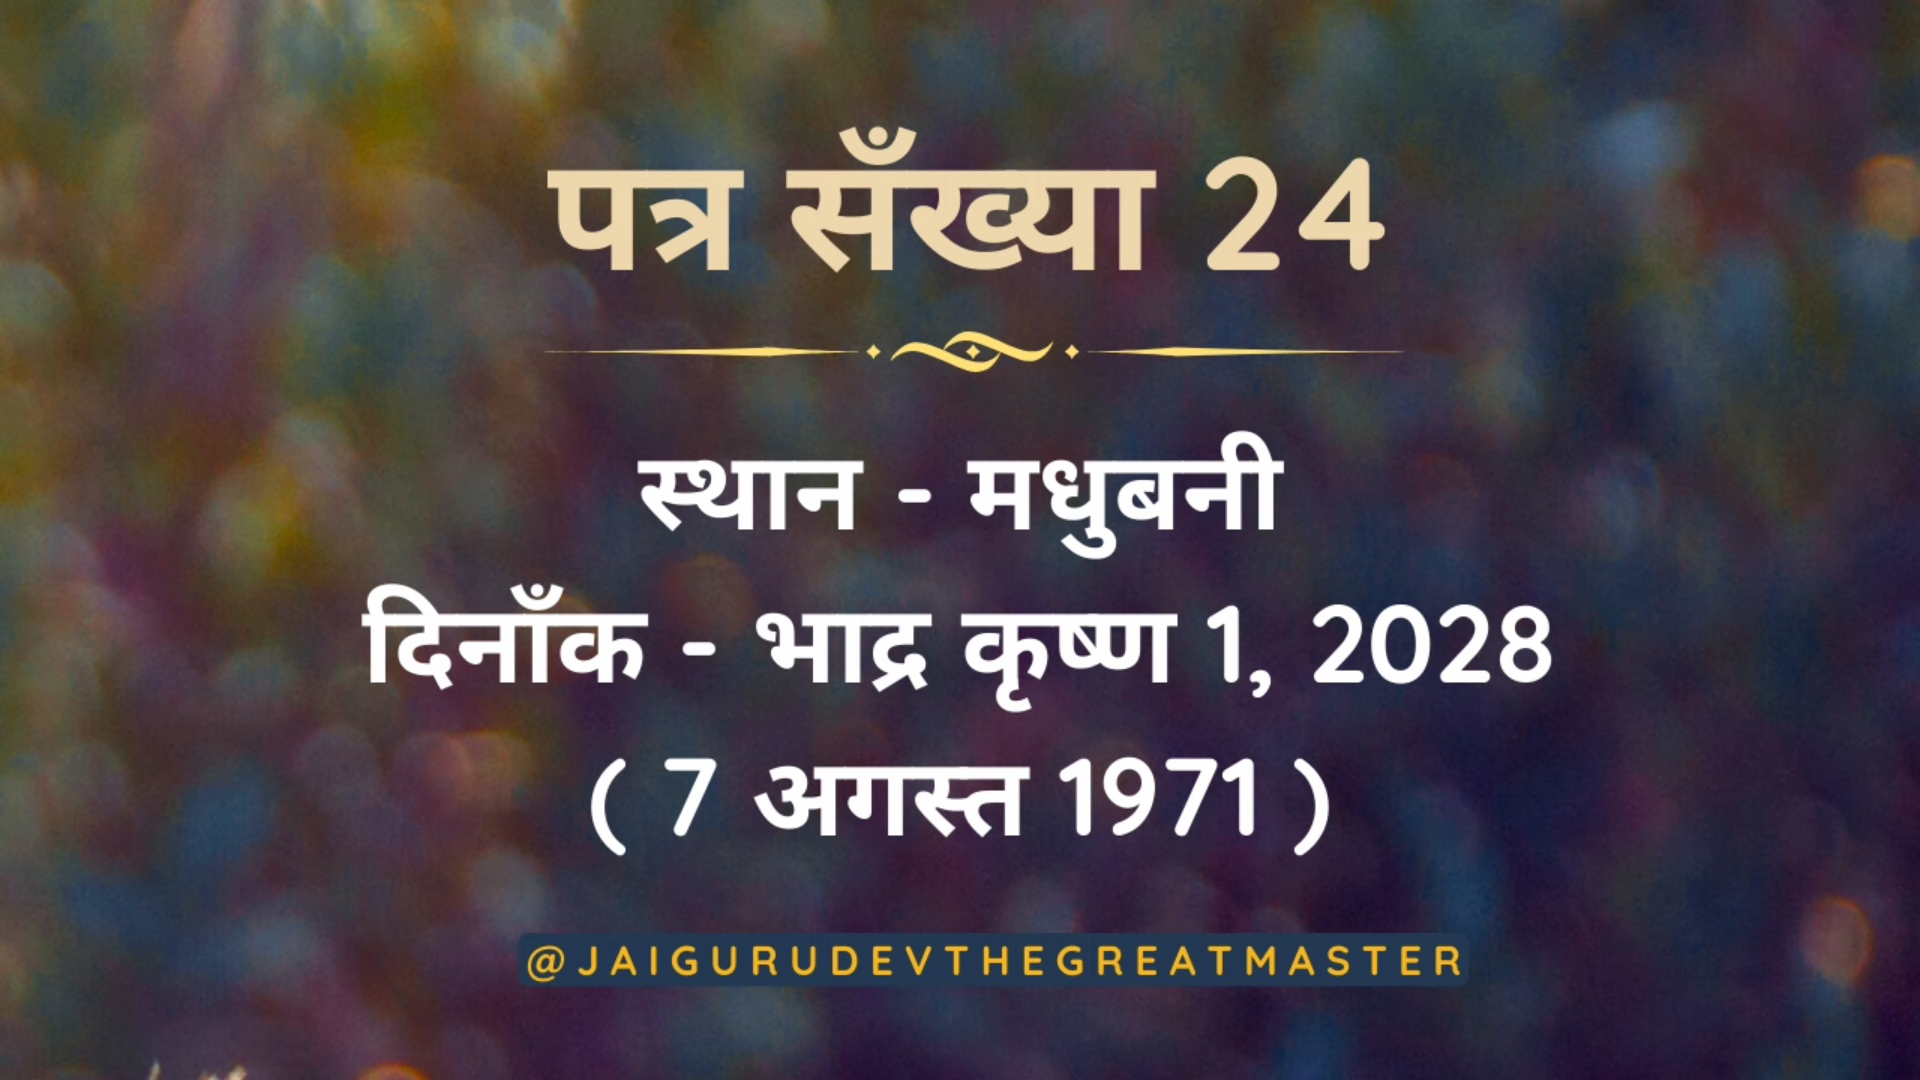 पत्र सँख्या 24
स्थान - मधुबनी
दिनाँक - भाद्र कृष्ण 1, 2028
( 7 अगस्त 1971 )
@JAIGURUDEVTHEGREATMASTER